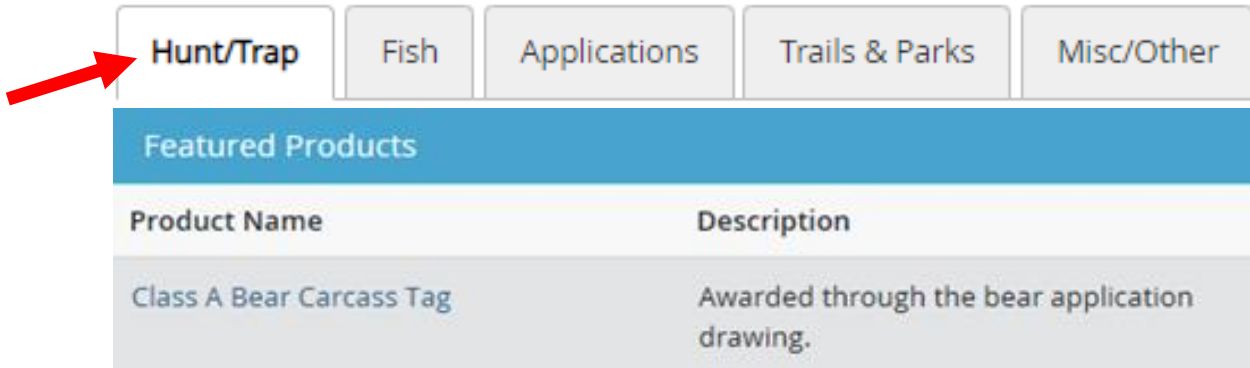 Hunt/Trap Fish Applications Trails & Parks Misc/Other
Featured Products
Product Name Description
Class A Bear Carcass Tag Awarded through the bear application
drawing.